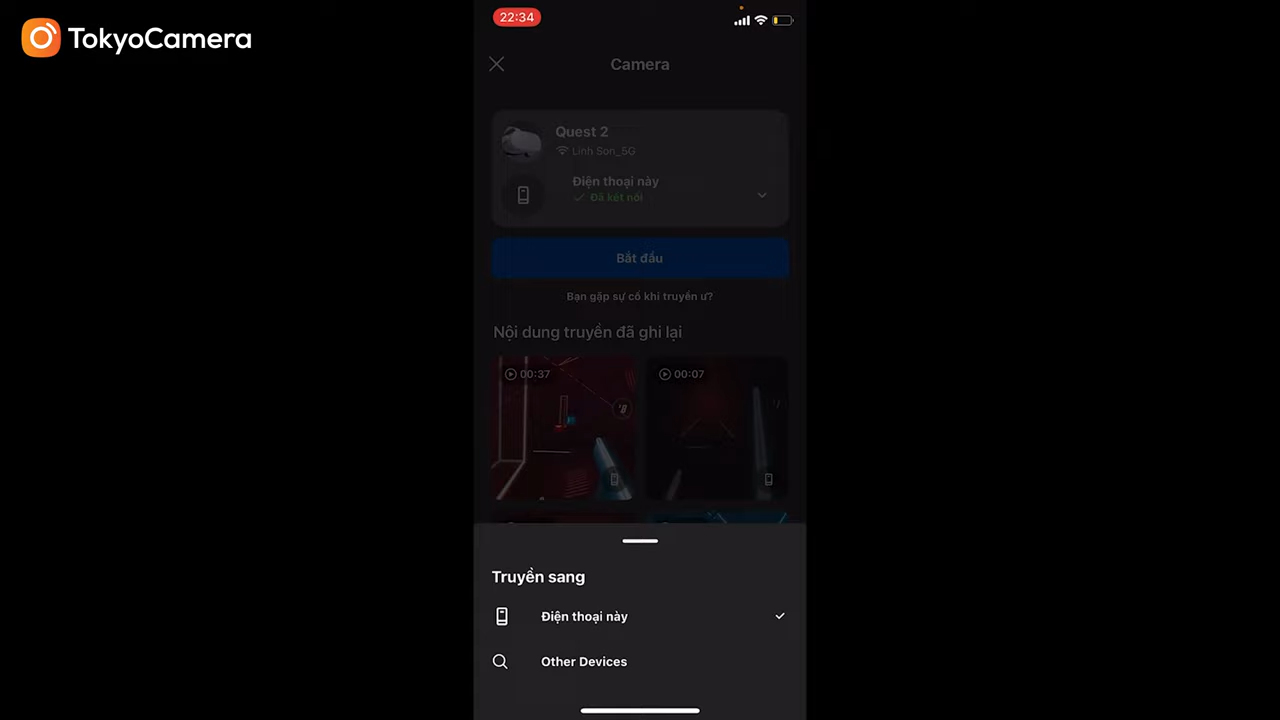 TokyoCamera
22:34
Camera
Quest 2
Linh Son_5G
Điện thoại này
Đã kết nối
Bắt đầu
Bạn gặp sự cố khi truyền ư?
Nội dung truyền đã ghi lại
00:37
00:07
Truyền sang
Điện thoại này
Other Devices